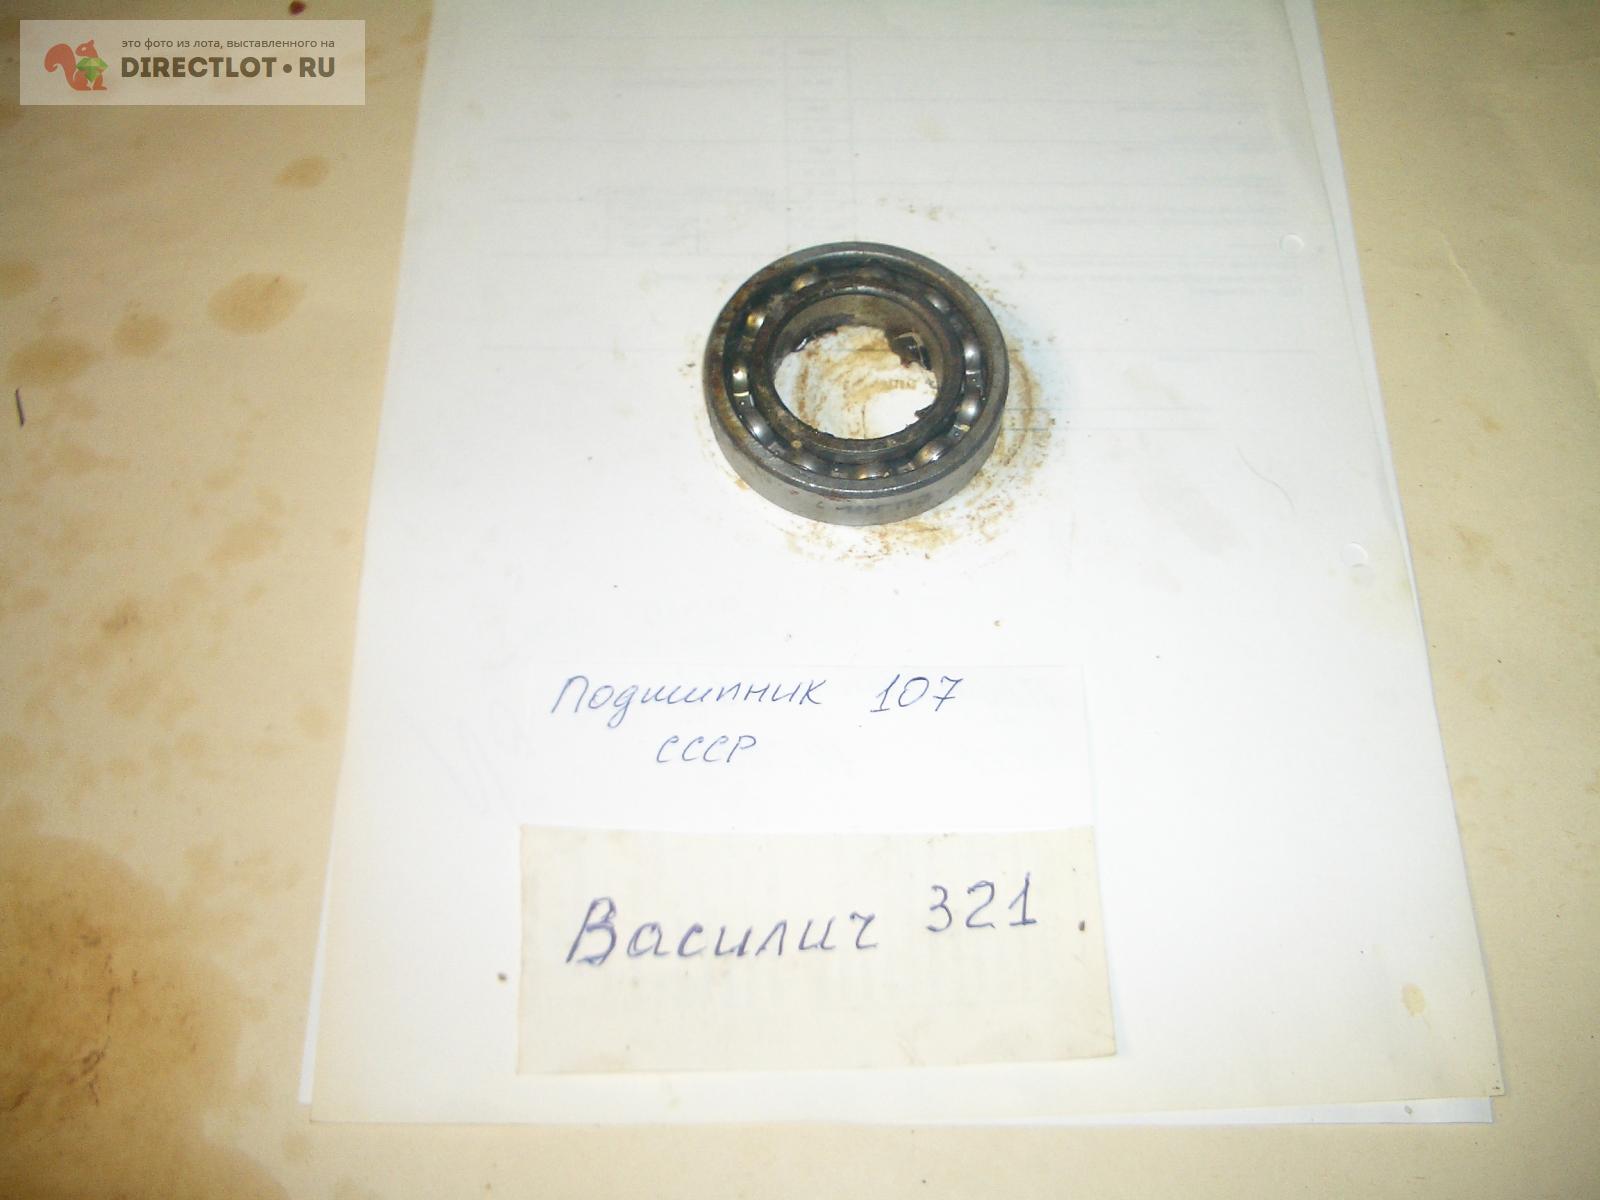 это фото из лота, выставленного на
DIRECTLOT•RU
Подшипник 107
СССР
Василич 321.